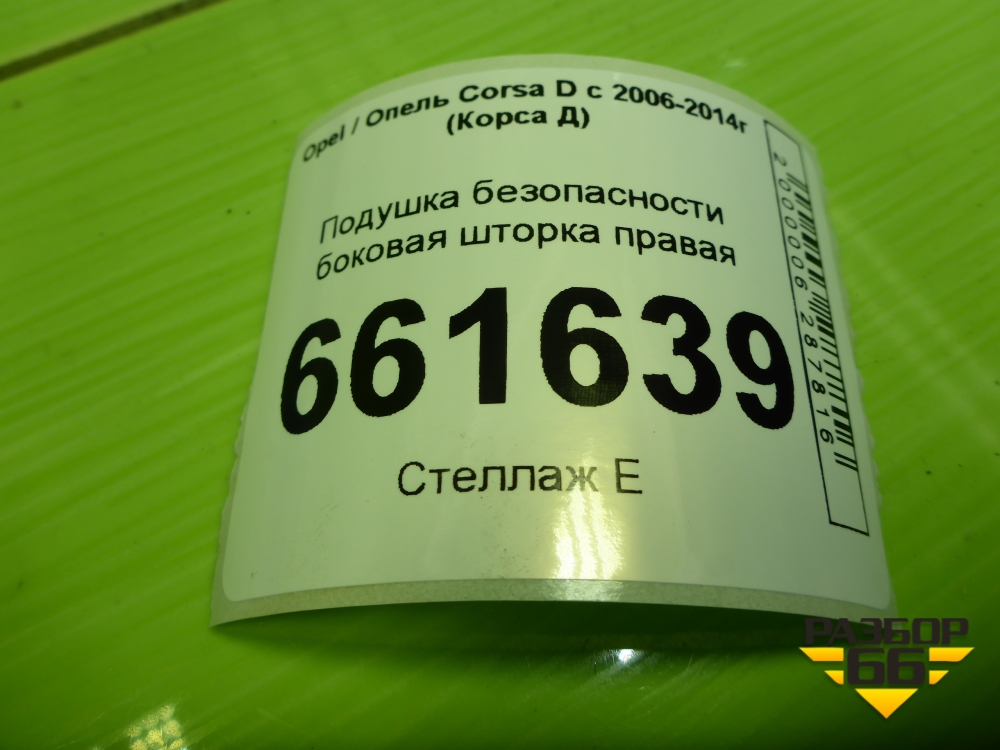 Opel / Опель Corsa D с 2006-2014г
(Корса Д)
Подушка безопасности
боковая шторка правая
661639
Стеллаж Е
2000006287816
РАЗБОР
66